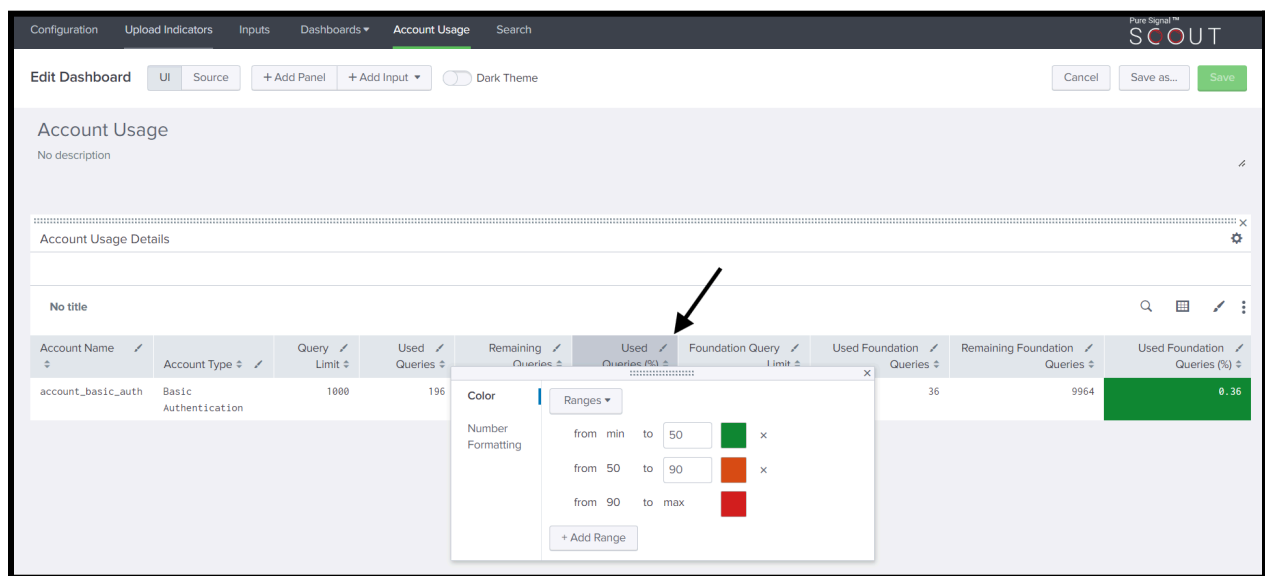 Pure Signal™
Configuration Upload Indicators Inputs Dashboards Account Usage Search SCOUT
Edit Dashboard UI Source + Add Panel + Add Input Dark Theme Cancel Save as... Save
Account Usage
No description
Account Usage Details
No title
Account Name Account Type Query Limit Used Queries Remaining Queries Used Queries (%) Foundation Query Limit Used Foundation Queries Remaining Foundation Queries Used Foundation Queries (%)
account_basic_auth Basic Authentication 1000 196 36 9964 0.36
Color Ranges
Number Formatting
from min to 50
from 50 to 90
from 90 to max
+ Add Range